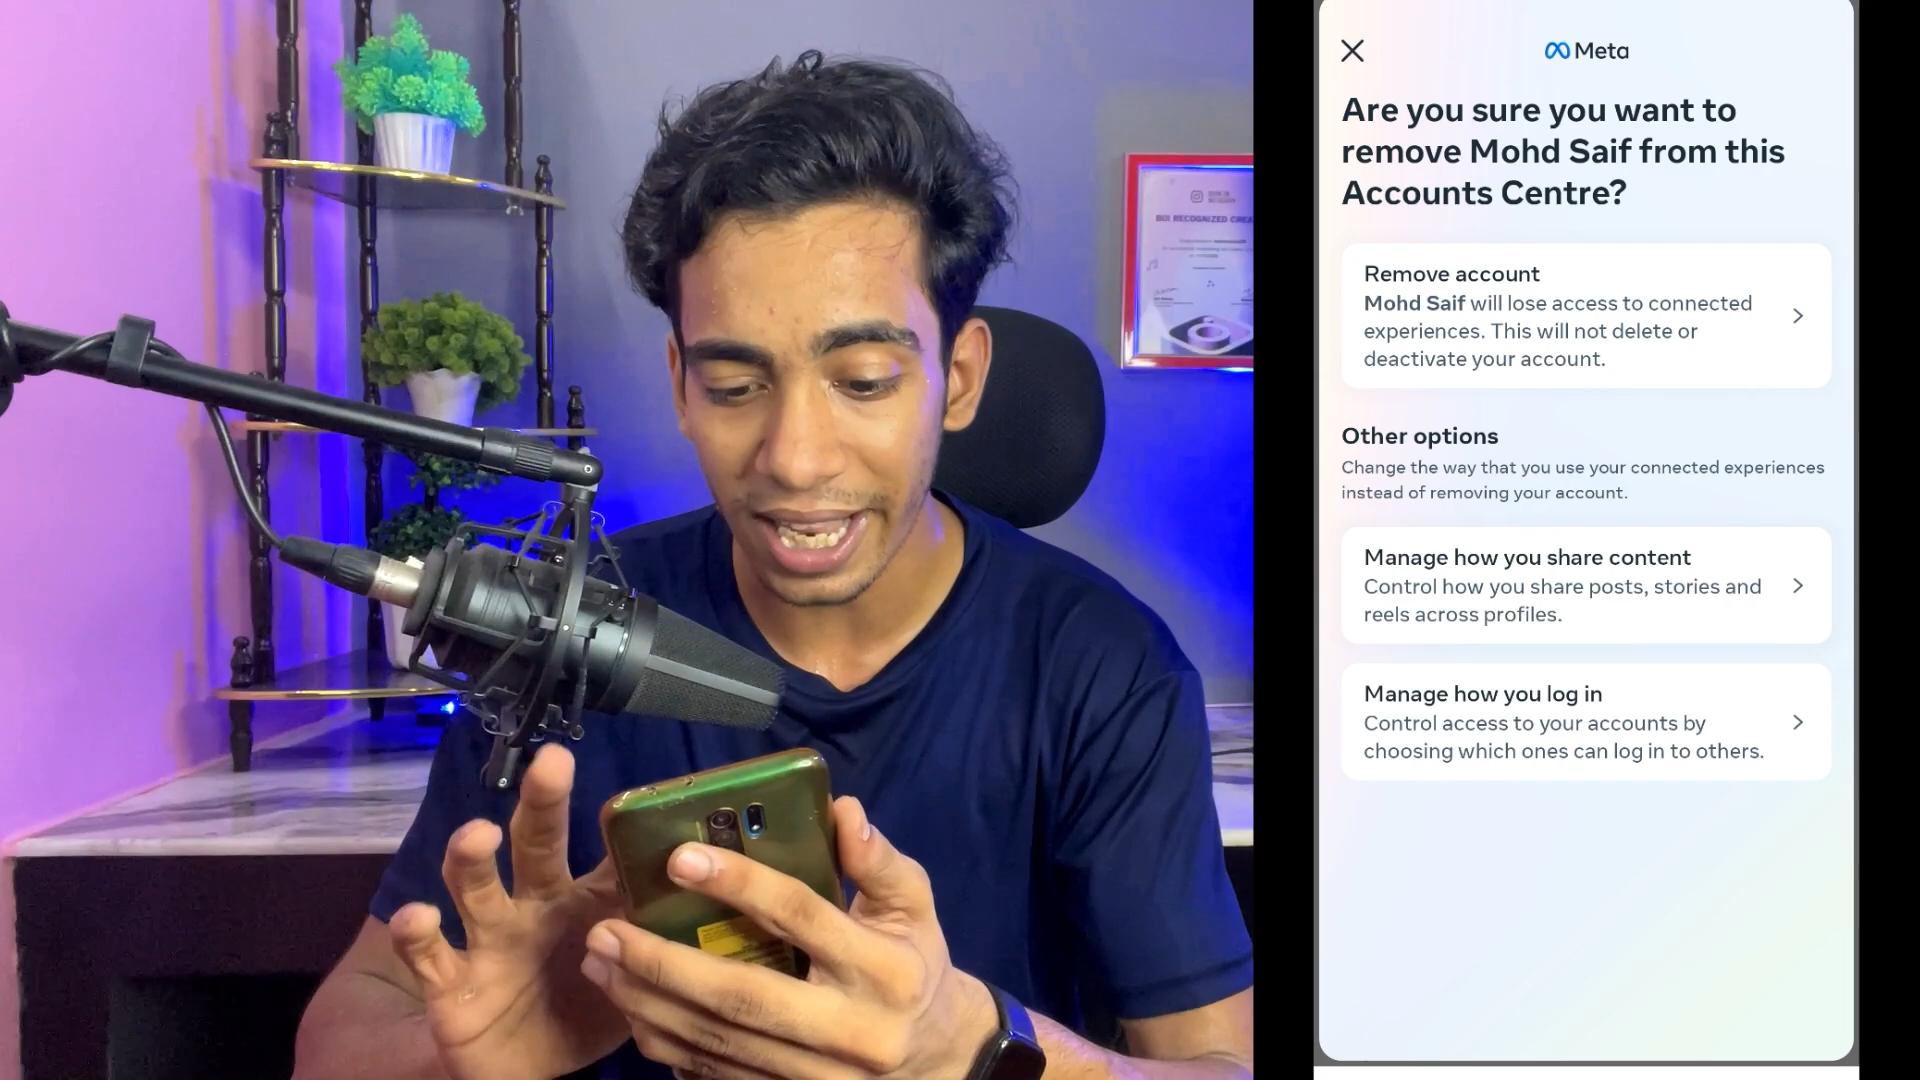 BOI RECOGNIZED CREA
Meta
Are you sure you want to
remove Mohd Saif from this
Accounts Centre?
Remove account
Mohd Saif will lose access to connected
experiences. This will not delete or
deactivate your account.
Other options
Change the way that you use your connected experiences
instead of removing your account.
Manage how you share content
Control how you share posts, stories and
reels across profiles.
Manage how you log in
Control access to your accounts by
choosing which ones can log in to others.